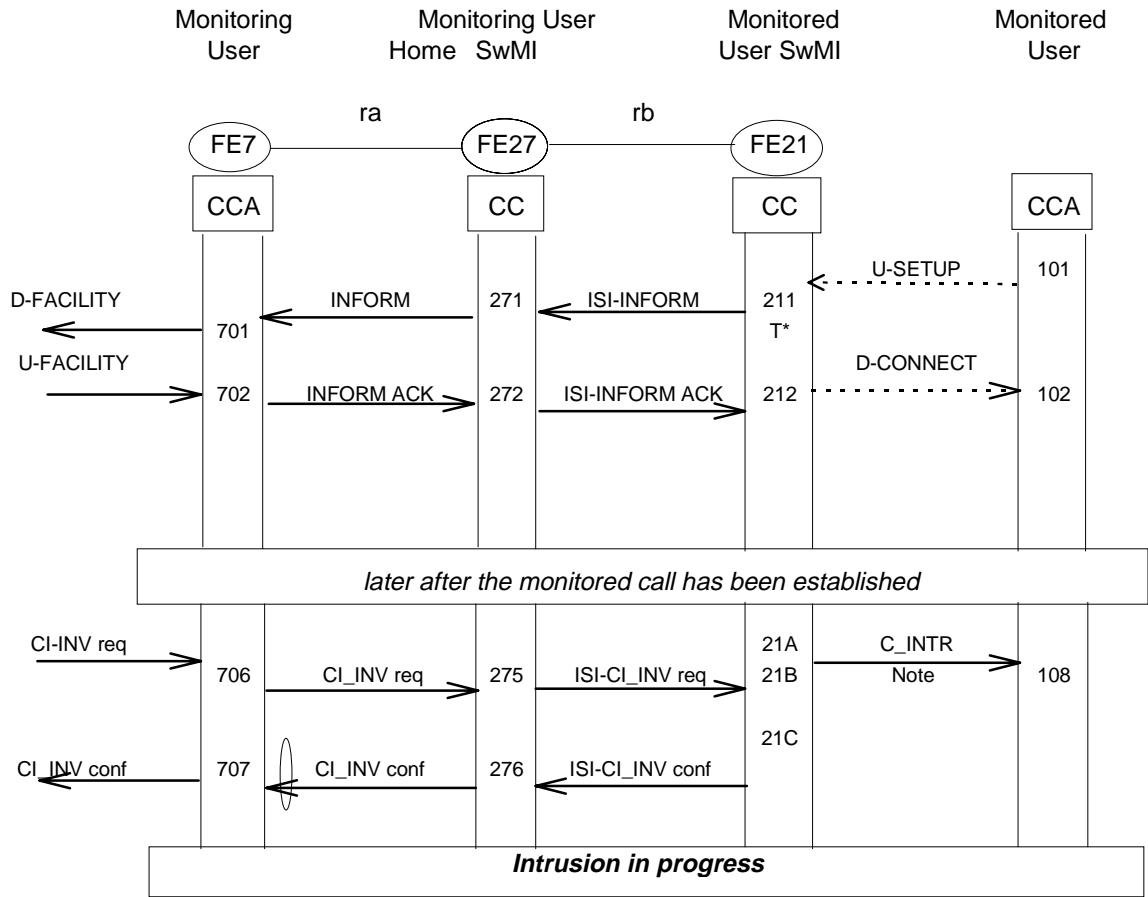 Monitoring User
Monitoring User Home SwMI
Monitored User SwMI
Monitored User
ra
rb
FE7
FE27
FE21
CCA
CC
CC
CCA
U-SETUP
101
D-FACILITY
INFORM
271
ISI-INFORM
211
701
T*
U-FACILITY
D-CONNECT
702
INFORM ACK
272
ISI-INFORM ACK
212
102
later after the monitored call has been established
CI-INV req
21A
C_INTR
706
CI_INV req
275
ISI-CI_INV req
21B
Note
108
21C
CI_INV conf
707
CI_INV conf
276
ISI-CI_INV conf
Intrusion in progress